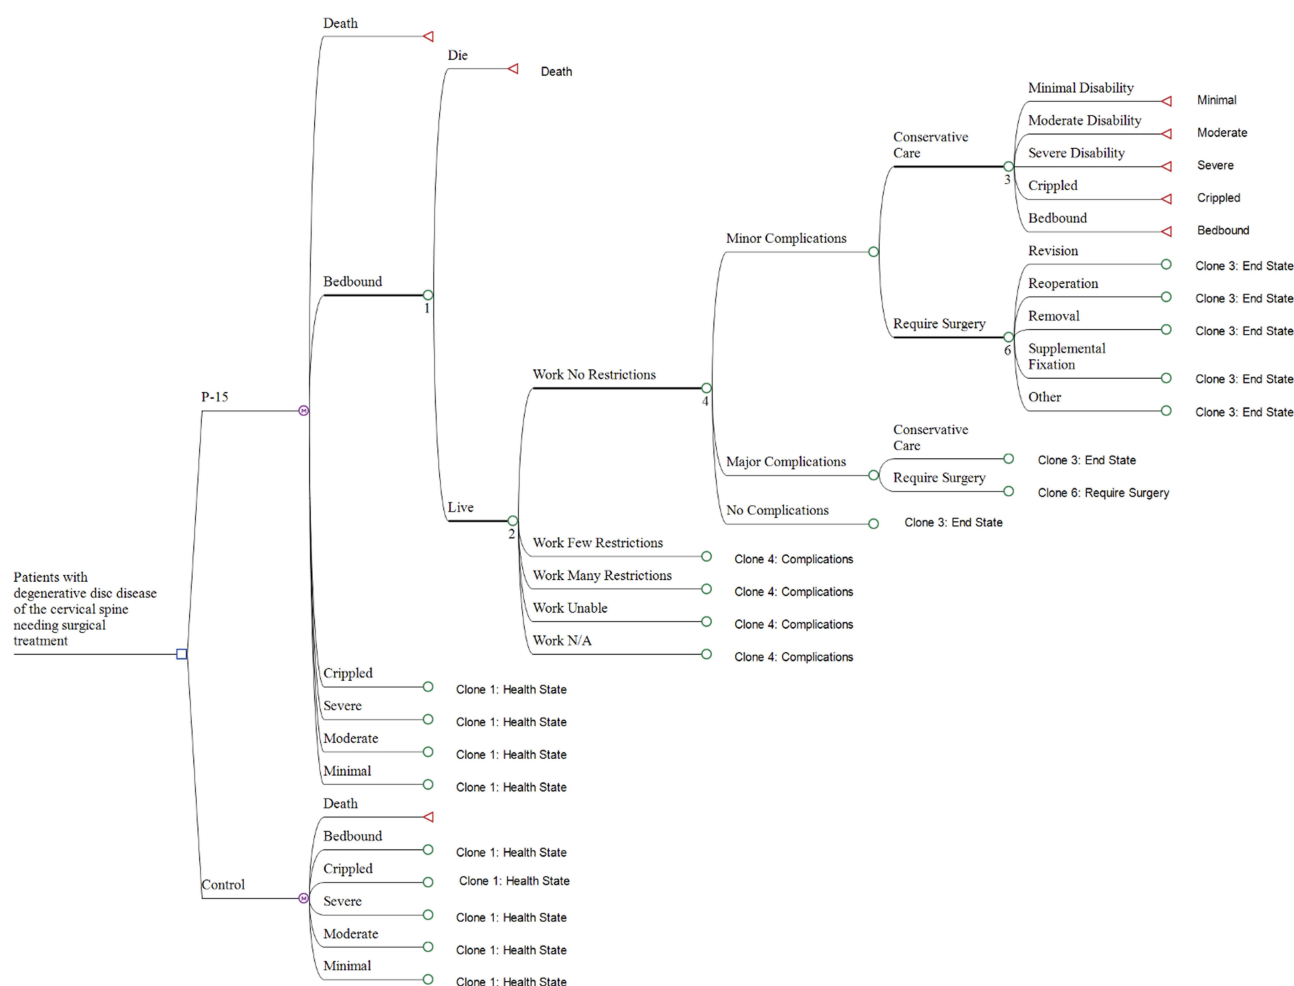 Death
Die
Death
Minimal Disability
Minimal
Moderate Disability
Moderate
Conservative
Care
Severe Disability
Severe
3
Crippled
Crippled
Bedbound
Bedbound
Minor Complications
Revision
Clone 3: End State
Bedbound
1
Reoperation
Clone 3: End State
Require Surgery
6
Removal
Clone 3: End State
Supplemental
Fixation
Clone 3: End State
Work No Restrictions
4
Other
Clone 3: End State
P-15
M
Conservative
Care
Clone 3: End State
Major Complications
Require Surgery
Clone 6: Require Surgery
Live
2
No Complications
Clone 3: End State
Work Few Restrictions
Clone 4: Complications
Work Many Restrictions
Clone 4: Complications
Work Unable
Clone 4: Complications
Work N/A
Clone 4: Complications
Patients with
degenerative disc disease
of the cervical spine
needing surgical
treatment
Crippled
Clone 1: Health State
Severe
Clone 1: Health State
Moderate
Clone 1: Health State
Minimal
Clone 1: Health State
Death
Bedbound
Clone 1: Health State
Crippled
Clone 1: Health State
Control
M
Severe
Clone 1: Health State
Moderate
Clone 1: Health State
Minimal
Clone 1: Health State